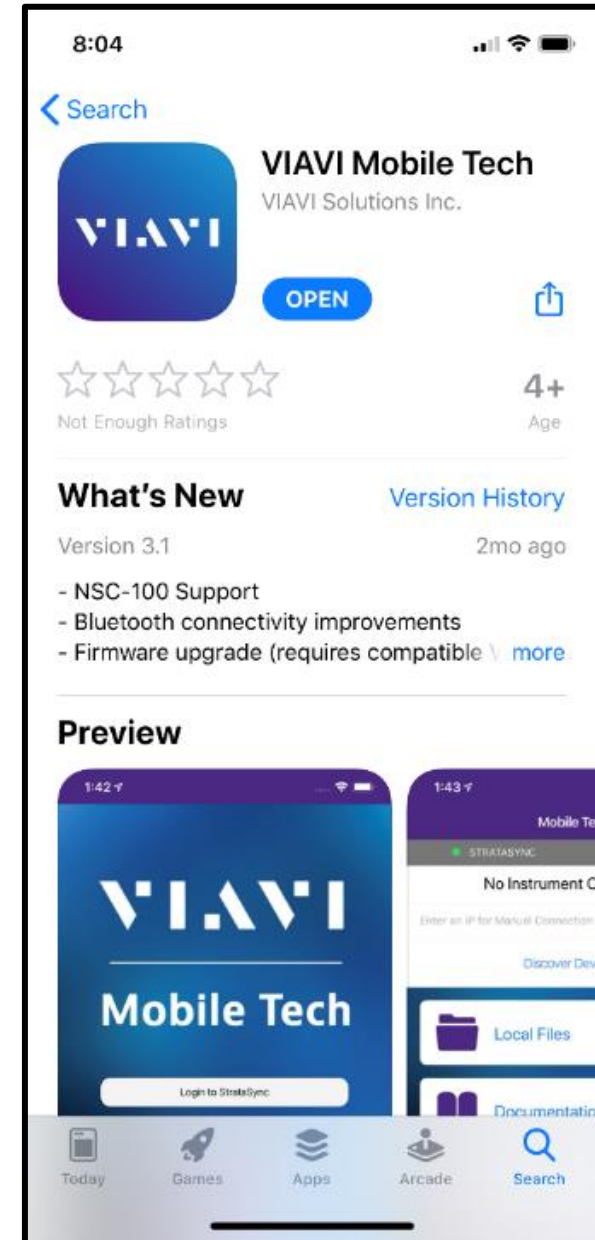 8:04
Search
VIAVI
VIAVI Mobile Tech
VIAVI Solutions Inc.
OPEN
Not Enough Ratings
4+
Age
What's New
Version History
Version 3.1
2mo ago
- NSC-100 Support
- Bluetooth connectivity improvements
- Firmware upgrade (requires compatible
more
Preview
1:42
VIAVI
Mobile Tech
Login to StrataSync
1:43
Mobile Te
STRATASYNC
No Instrument C
Enter an IP for Manual Connection
Discover Dev
Local Files
Documentatio
Today
Games
Apps
Arcade
Search